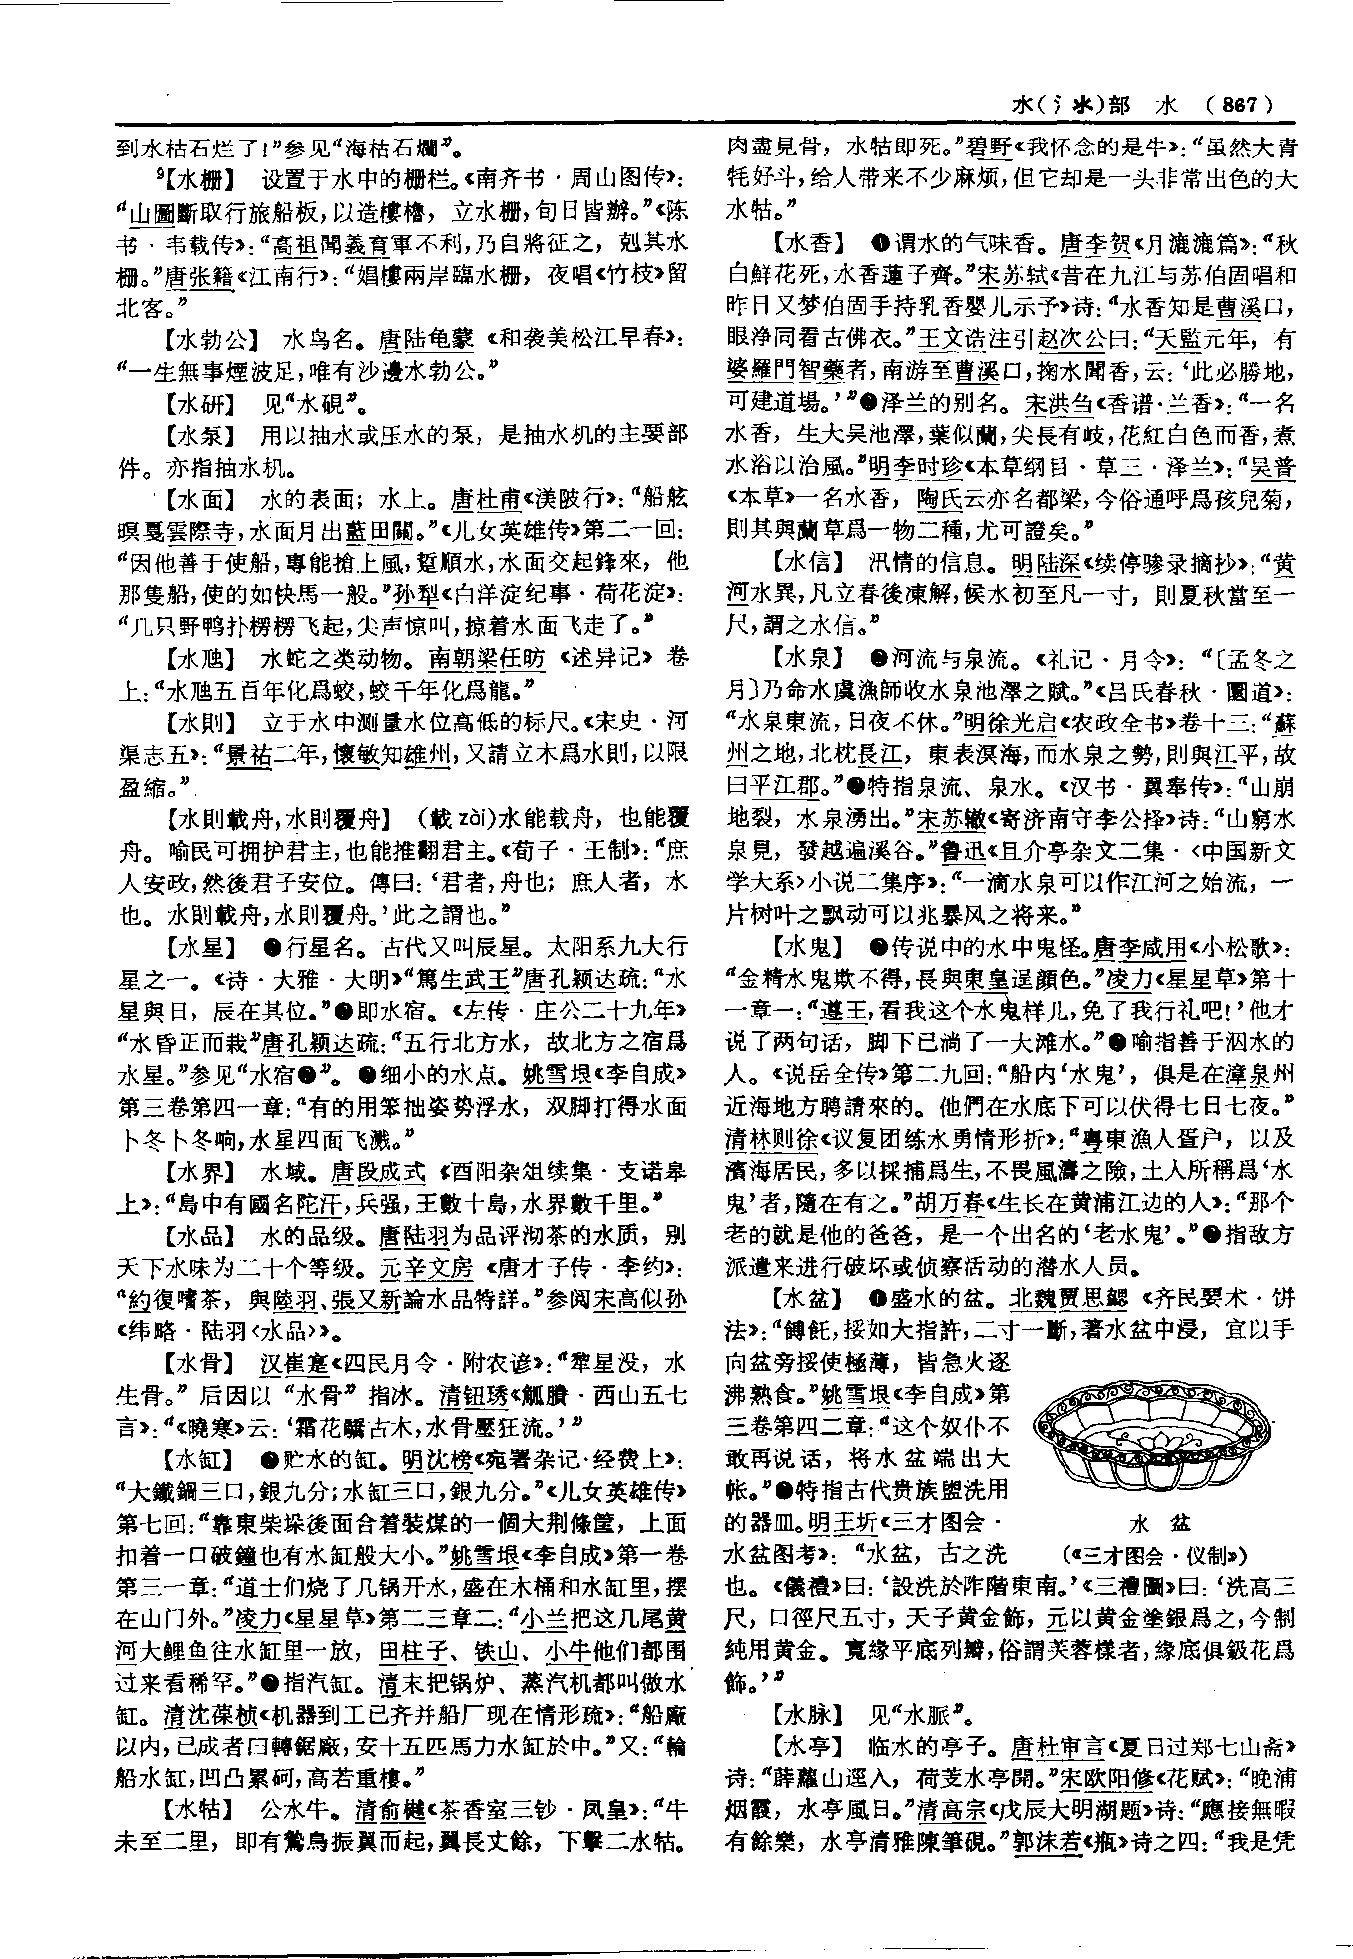 水(氵氺)部　水　(867)
到水枯石烂了！”参见“海枯石爛”。
9【水栅】　设置于水中的栅栏。《南齐书·周山图传》：
“山圖斷取行旅船板，以造樓櫓，立水栅，旬日皆辦。”《陈
书·韦载传》：“高祖聞義育軍不利，乃自將征之，剋其水
栅。”唐张籍《江南行》：“娼樓兩岸臨水栅，夜唱《竹枝》留
北客。”
【水勃公】　水鸟名。唐陆龟蒙《和袭美松江早春》：
“一生無事煙波足，唯有沙邊水勃公。”
【水研】　见“水硯”。
【水泵】　用以抽水或压水的泵，是抽水机的主要部
件。亦指抽水机。
【水面】　水的表面；水上。唐杜甫《渼陂行》：“船舷
暝戛雲際寺，水面月出藍田關。”《儿女英雄传》第二一回：
“因他善于使船，專能搶上風，踅順水，水面交起鋒來，他
那隻船，使的如快馬一般。”孙犁《白洋淀纪事·荷花淀》：
“几只野鸭扑楞楞飞起，尖声惊叫，掠着水面飞走了。”
【水虺】　水蛇之类动物。南朝梁任昉《述异记》卷
上：“水虺五百年化爲蛟，蛟千年化爲龍。”
【水則】　立于水中测量水位高低的标尺。《宋史·河
渠志五》：“景祐二年，懷敏知雄州，又請立木爲水則，以限
盈縮。”
【水則載舟，水則覆舟】　(載zài)水能载舟，也能覆
舟。喻民可拥护君主，也能推翻君主。《荀子·王制》：“庶
人安政，然後君子安位。傳曰：‘君者，舟也；庶人者，水
也。水則載舟，水則覆舟。’此之謂也。”
【水星】　❶行星名。古代又叫辰星。太阳系九大行
星之一。《诗·大雅·大明》“篤生武王”唐孔颖达疏：“水
星與日，辰在其位。”❷即水宿。《左传·庄公二十九年》
“水昏正而栽”唐孔颖达疏：“五行北方水，故北方之宿爲
水星。”参见“水宿❷”。❸细小的水点。姚雪垠《李自成》
第三卷第四一章：“有的用笨拙姿势浮水，双脚打得水面
卜冬卜冬响，水星四面飞溅。”
【水界】　水域。唐段成式《酉阳杂俎续集·支诺皋
上》：“島中有國名陀汗，兵强，王數十島，水界數千里。”
【水品】　水的品级。唐陆羽为品评沏茶的水质，别
天下水味为二十个等级。元辛文房《唐才子传·李约》：
“約復嗜茶，與陸羽、張又新論水品特詳。”参阅宋高似孙
《纬略·陆羽〈水品〉》。
【水骨】　汉崔寔《四民月令·附农谚》：“犂星没，水
生骨。”后因以“水骨”指冰。清钮琇《觚賸·西山五七
言》：“《曉寒》云：‘霜花驕古木，水骨壓狂流。’”
【水缸】　❶贮水的缸。明沈榜《宛署杂记·经费上》：
“大鐵鍋三口，銀九分；水缸三口，銀九分。”《儿女英雄传》
第七回：“靠東柴垛後面合着裝煤的一個大荆條筐，上面
扣着一口破鐘也有水缸般大小。”姚雪垠《李自成》第一卷
第三一章：“道士们烧了几锅开水，盛在木桶和水缸里，摆
在山门外。”凌力《星星草》第二三章二：“小兰把这几尾黄
河大鲤鱼往水缸里一放，田柱子、铁山、小牛他们都围
过来看稀罕。”❷指汽缸。清末把锅炉、蒸汽机都叫做水
缸。清沈葆桢《机器到工已齐并船厂现在情形疏》：“船廠
以内，已成者曰轉鋸廠，安十五匹馬力水缸於中。”又：“輪
船水缸，凹凸累砢，高若重樓。”
【水牯】　公水牛。清俞樾《茶香室三钞·凤皇》：“牛
未至二里，即有鷙鳥振翼而起，翼長丈餘，下擊二水牯。
肉盡見骨，水牯即死。”碧野《我怀念的是牛》：“虽然大青
牦好斗，给人带来不少麻烦，但它却是一头非常出色的大
水牯。”
【水香】　❶谓水的气味香。唐李贺《月漉漉篇》：“秋
白鮮花死，水香蓮子齊。”宋苏轼《昔在九江与苏伯固唱和
昨日又梦伯固手持乳香婴儿示予》诗：“水香知是曹溪口，
眼净同看古佛衣。”王文诰注引赵次公曰：“天監元年，有
婆羅門智藥者，南游至曹溪口，掬水聞香，云：‘此必勝地，
可建道場。’”❷泽兰的别名。宋洪刍《香谱·兰香》：“一名
水香，生大吴池澤，葉似蘭，尖長有岐，花紅白色而香，煮
水浴以治風。”明李时珍《本草纲目·草三·泽兰》：“吴普
《本草》一名水香，陶氏云亦名都梁，今俗通呼爲孩兒菊，
則其與蘭草爲一物二種，尤可證矣。”
【水信】　汛情的信息。明陆深《续停骖录摘抄》：“黄
河水異，凡立春後凍解，候水初至凡一寸，則夏秋當至一
尺，謂之水信。”
【水泉】　❶河流与泉流。《礼记·月令》：“〔孟冬之
月〕乃命水虞漁師收水泉池澤之賦。”《吕氏春秋·圜道》：
“水泉東流，日夜不休。”明徐光启《农政全书》卷十三：“蘇
州之地，北枕長江，東表溟海，而水泉之勢，則與江平，故
曰平江郡。”❷特指泉流、泉水。《汉书·翼奉传》：“山崩
地裂，水泉湧出。”宋苏辙《寄济南守李公择》诗：“山窮水
泉見，發越遍溪谷。”鲁迅《且介亭杂文二集·〈中国新文
学大系〉小说二集序》：“一滴水泉可以作江河之始流，一
片树叶之飘动可以兆暴风之将来。”
【水鬼】　❶传说中的水中鬼怪。唐李咸用《小松歌》：
“金精水鬼欺不得，長與東皇逞顔色。”凌力《星星草》第十
一章一：“遵王，看我这个水鬼样儿，免了我行礼吧！’他才
说了两句话，脚下已淌了一大滩水。”❷喻指善于泅水的
人。《说岳全传》第二九回：“船内‘水鬼’，俱是在漳泉州
近海地方聘請來的。他們在水底下可以伏得七日七夜。”
清林则徐《议复团练水勇情形折》：“粤東漁人蜑户，以及
濱海居民，多以採捕爲生，不畏風濤之險，土人所稱爲‘水
鬼’者，隨在有之。”胡万春《生长在黄浦江边的人》：“那个
老的就是他的爸爸，是一个出名的‘老水鬼’。”❸指敌方
派遣来进行破坏或侦察活动的潜水人员。
【水盆】　❶盛水的盆。北魏贾思勰《齐民要术·饼
法》：“餺飥，挼如大指許，二寸一斷，著水盆中浸，宜以手
向盆旁挼使極薄，皆急火逐
沸熟食。”姚雪垠《李自成》第
三卷第四二章：“这个奴仆不
敢再说话，将水盆端出大
帐。”❷特指古代贵族盥洗用
的器皿。明王圻《三才图会·
水盆图考》：“水盆，古之洗
水　盆
(《三才图会·仪制》)
也。《儀禮》曰：‘設洗於阼階東南。’《三禮圖》曰：‘洗高三
尺，口徑尺五寸，天子黄金飾，元以黄金塗銀爲之，今制
純用黄金。寬緣平底列瓣，俗謂芙蓉樣者，緣底俱鈒花爲
飾。’”
【水脉】　见“水脈”。
【水亭】　临水的亭子。唐杜审言《夏日过郑七山斋》
诗：“薜蘿山逕入，荷芰水亭開。”宋欧阳修《花赋》：“晚浦
烟霞，水亭風日。”清高宗《戊辰大明湖题》诗：“應接無暇
有餘樂，水亭清雅陳筆硯。”郭沫若《瓶》诗之四：“我是凭